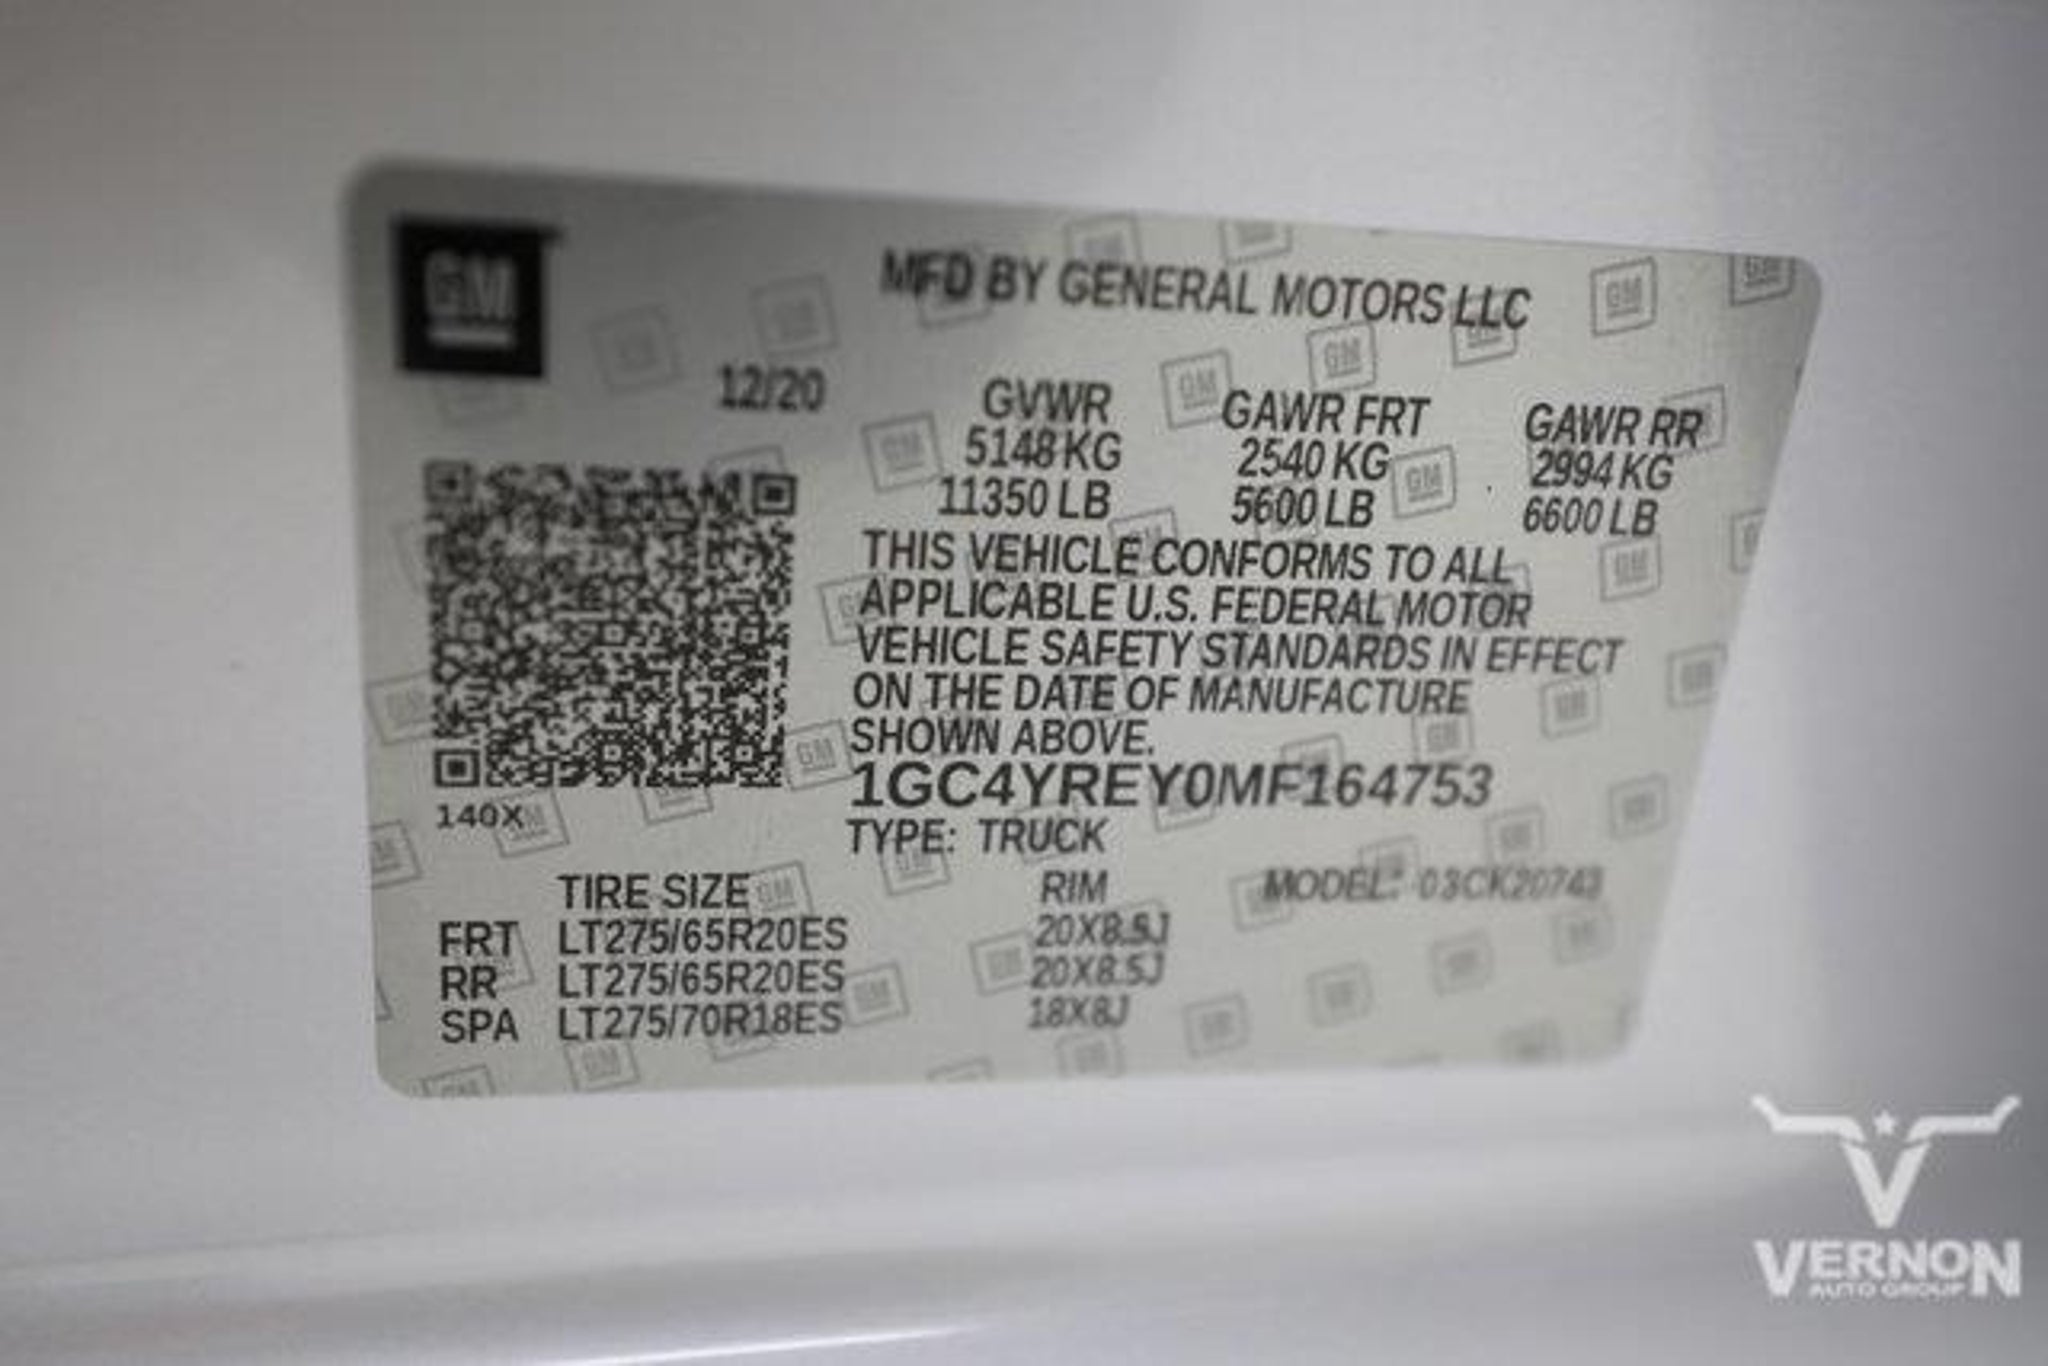 GM
MFD BY GENERAL MOTORS LLC
12/20
GVWR GAWR FRT GAWR RR
5148 KG 2540 KG 2994 KG
11350 LB 5600 LB 6600 LB
THIS VEHICLE CONFORMS TO ALL
APPLICABLE U.S. FEDERAL MOTOR
VEHICLE SAFETY STANDARDS IN EFFECT
ON THE DATE OF MANUFACTURE
SHOWN ABOVE.
1GC4YREY0MF164753
140X
TYPE: TRUCK
TIRE SIZE RIM MODEL: 03CK20743
FRT LT275/65R20ES 20X8.5J
RR LT275/65R20ES 20X8.5J
SPA LT275/70R18ES 18X8J
VERNON
AUTO GROUP